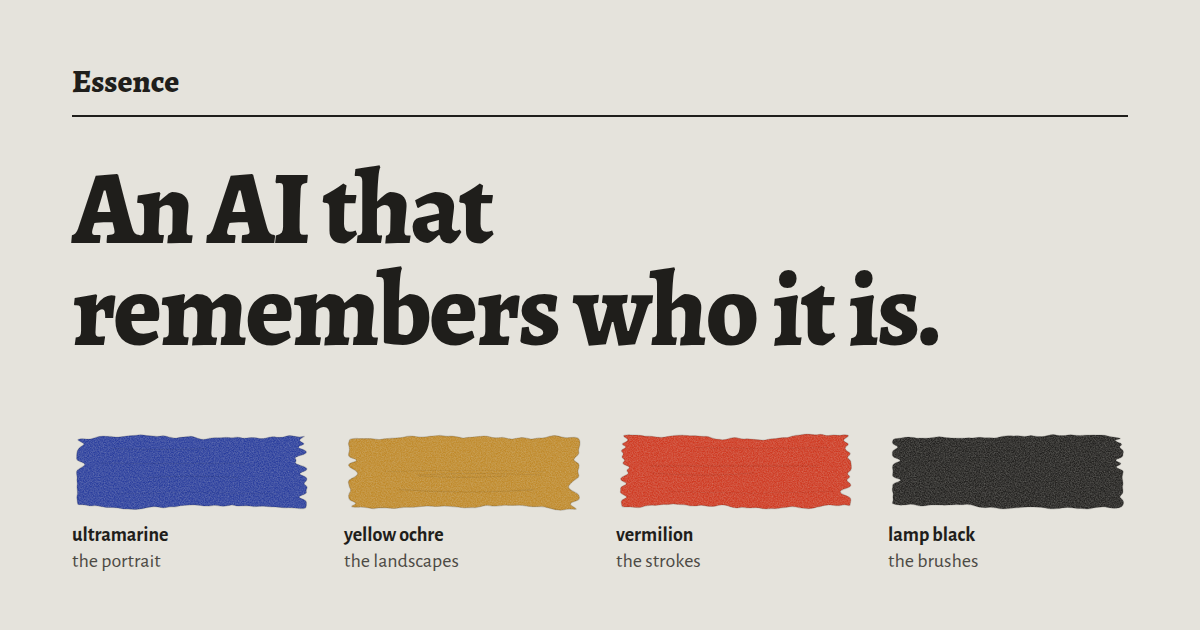 Essence
An AI that
remembers who it is.
ultramarine
the portrait
yellow ochre
the landscapes
vermilion
the strokes
lamp black
the brushes